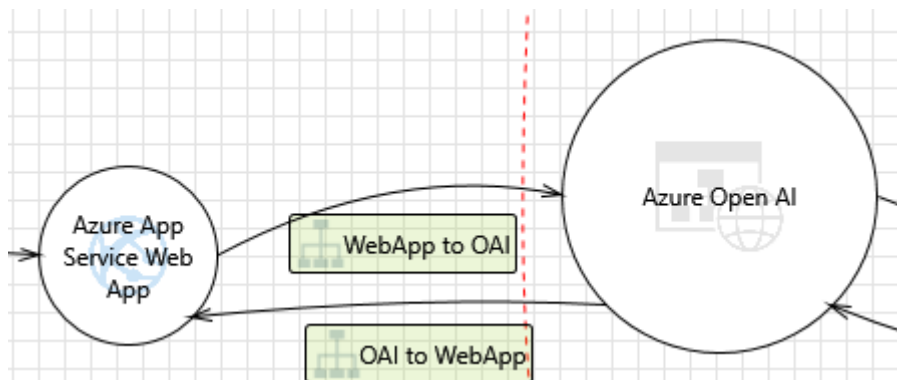 Azure App
Service Web
App
WebApp to OAI
OAI to WebApp
Azure Open AI